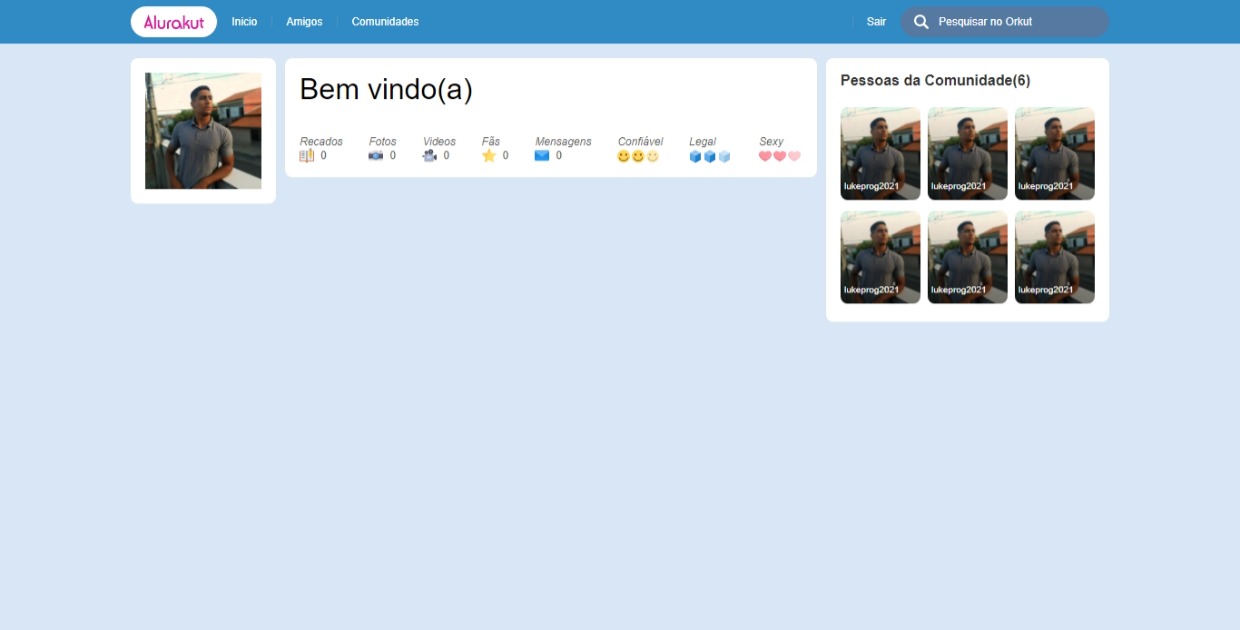 Alurakut
Inicio
Amigos
Comunidades
Sair
Pesquisar no Orkut
Bem vindo(a)
Recados
Fotos
Videos
Fãs
Mensagens
Confiável
Legal
Sexy
0
0
0
0
0
Pessoas da Comunidade(6)
lukeprog2021
lukeprog2021
lukeprog2021
lukeprog2021
lukeprog2021
lukeprog2021